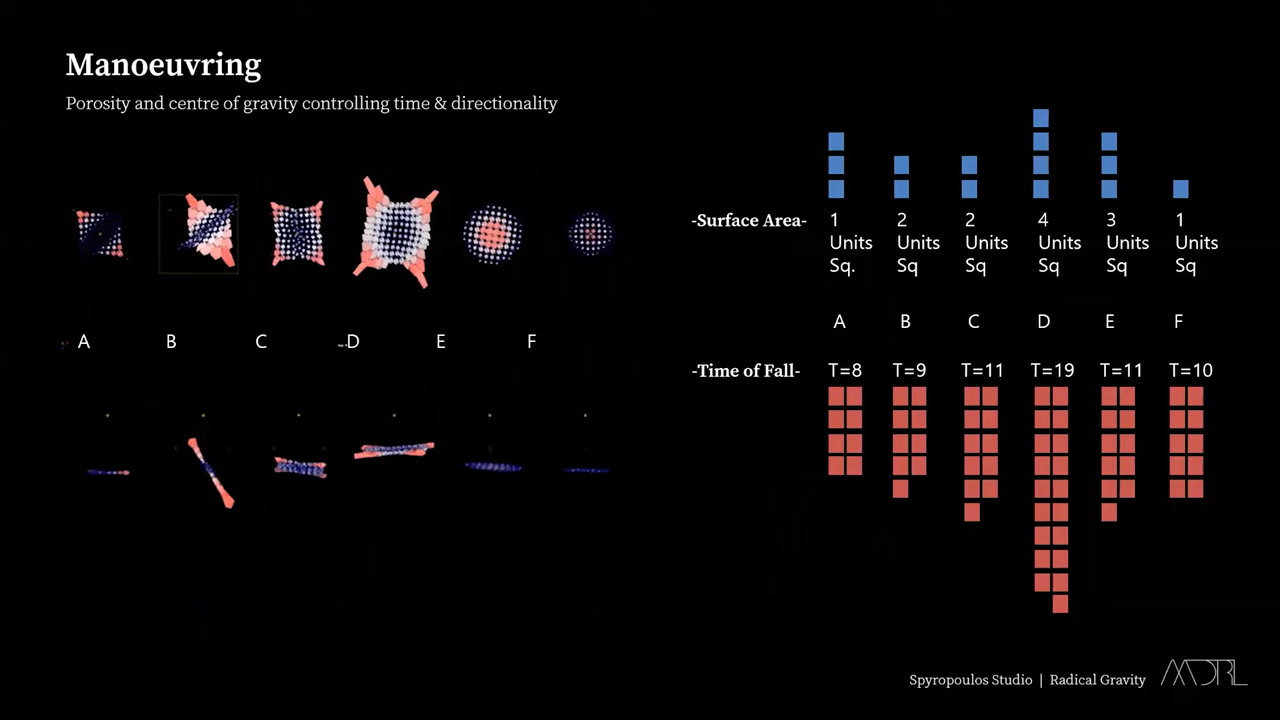 Manoeuvring
Porosity and centre of gravity controlling time & directionality
A B C D E F
-Surface Area-
1 Units Sq.
2 Units Sq
2 Units Sq
4 Units Sq
3 Units Sq
1 Units Sq
A B C D E F
-Time of Fall-
T=8 T=9 T=11 T=19 T=11 T=10
Spyropoulos Studio | Radical Gravity